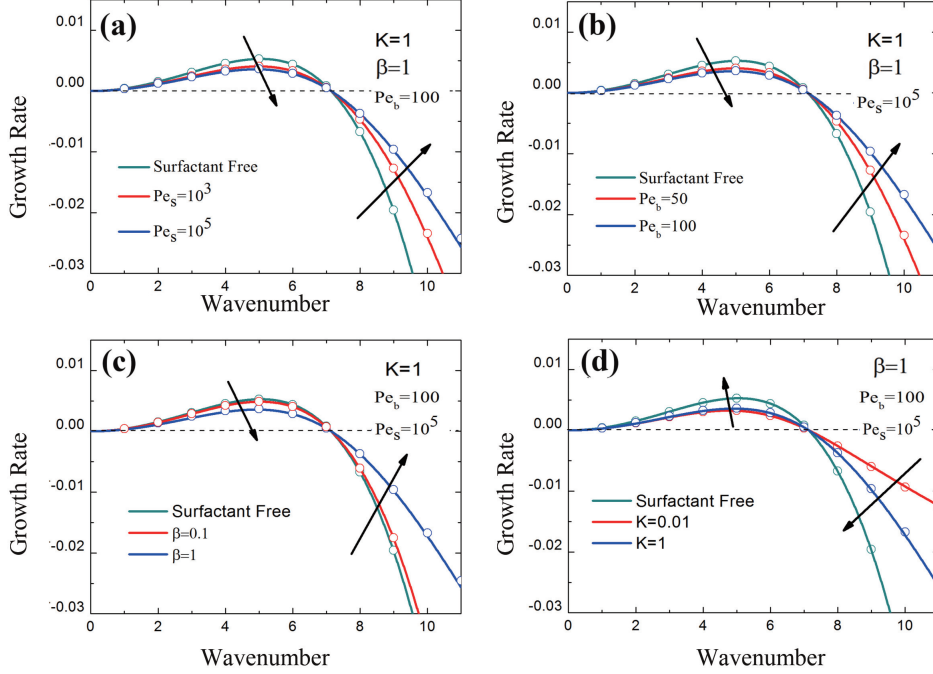 (a)
K=1
β=1
Pe_b=100
Surfactant Free
Pe_s=10^3
Pe_s=10^5
Growth Rate
Wavenumber
0.01
0.00
-0.01
-0.02
-0.03
0 2 4 6 8 10
(b)
K=1
β=1
Pe_s=10^5
Surfactant Free
Pe_b=50
Pe_b=100
Growth Rate
Wavenumber
0.01
0.00
-0.01
-0.02
-0.03
0 2 4 6 8 10
(c)
K=1
Pe_b=100
Pe_s=10^5
Surfactant Free
β=0.1
β=1
Growth Rate
Wavenumber
0.01
0.00
-0.01
-0.02
-0.03
0 2 4 6 8 10
(d)
β=1
Pe_b=100
Pe_s=10^5
Surfactant Free
K=0.01
K=1
Growth Rate
Wavenumber
0.01
0.00
-0.01
-0.02
-0.03
0 2 4 6 8 10